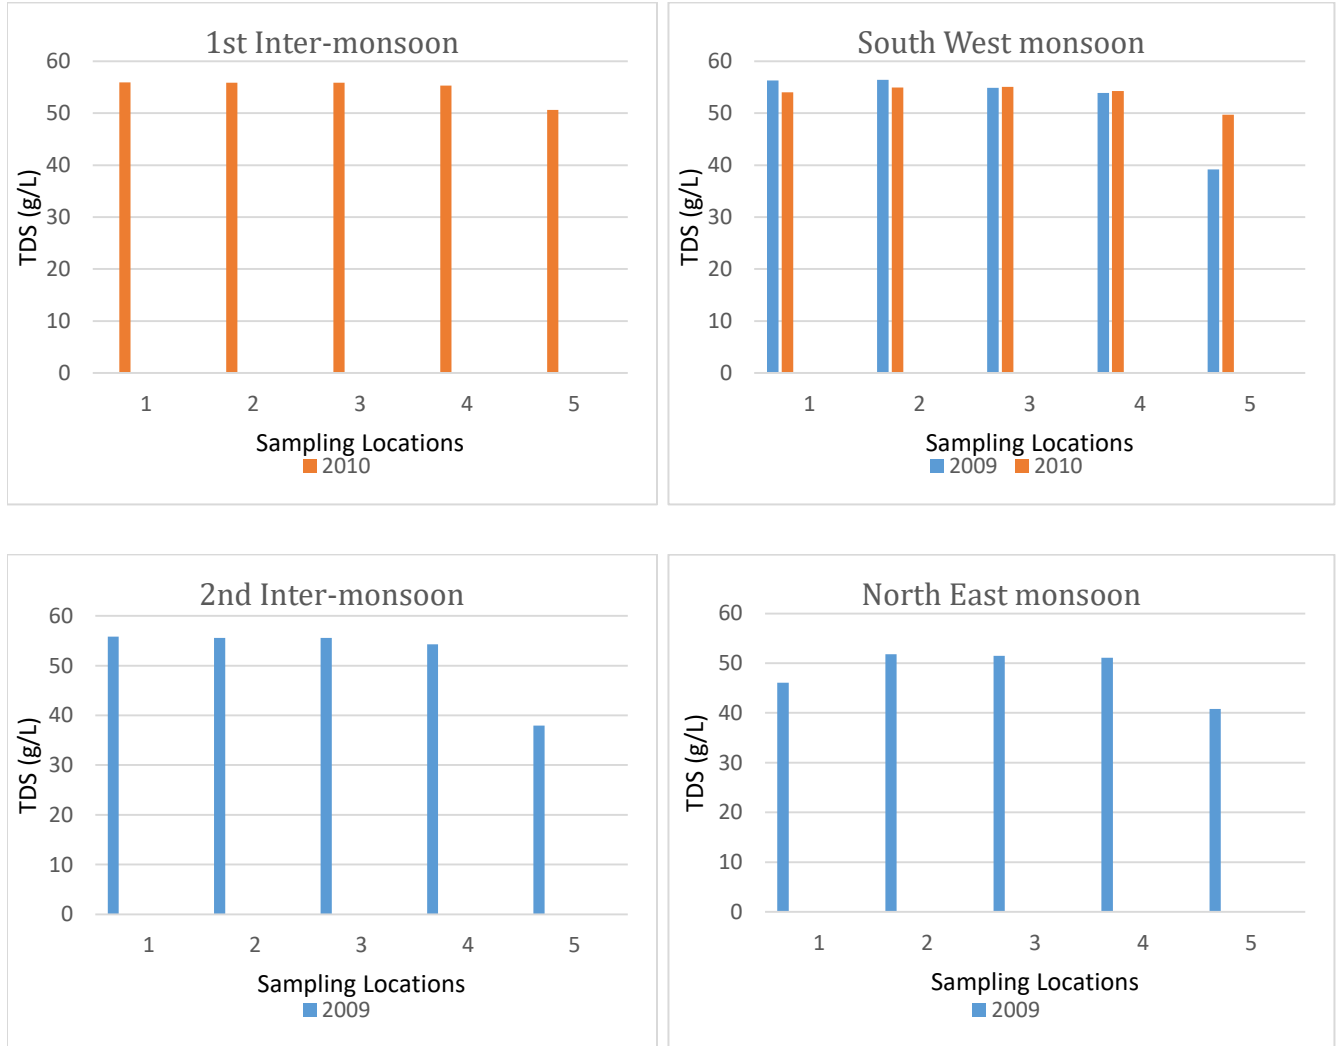 1st Inter-monsoon
60
50
40
30
20
10
0
TDS (g/L)
1 2 3 4 5
Sampling Locations
2010
South West monsoon
60
50
40
30
20
10
0
TDS (g/L)
1 2 3 4 5
Sampling Locations
2009 2010
2nd Inter-monsoon
60
50
40
30
20
10
0
TDS (g/L)
1 2 3 4 5
Sampling Locations
2009
North East monsoon
60
50
40
30
20
10
0
TDS (g/L)
1 2 3 4 5
Sampling Locations
2009